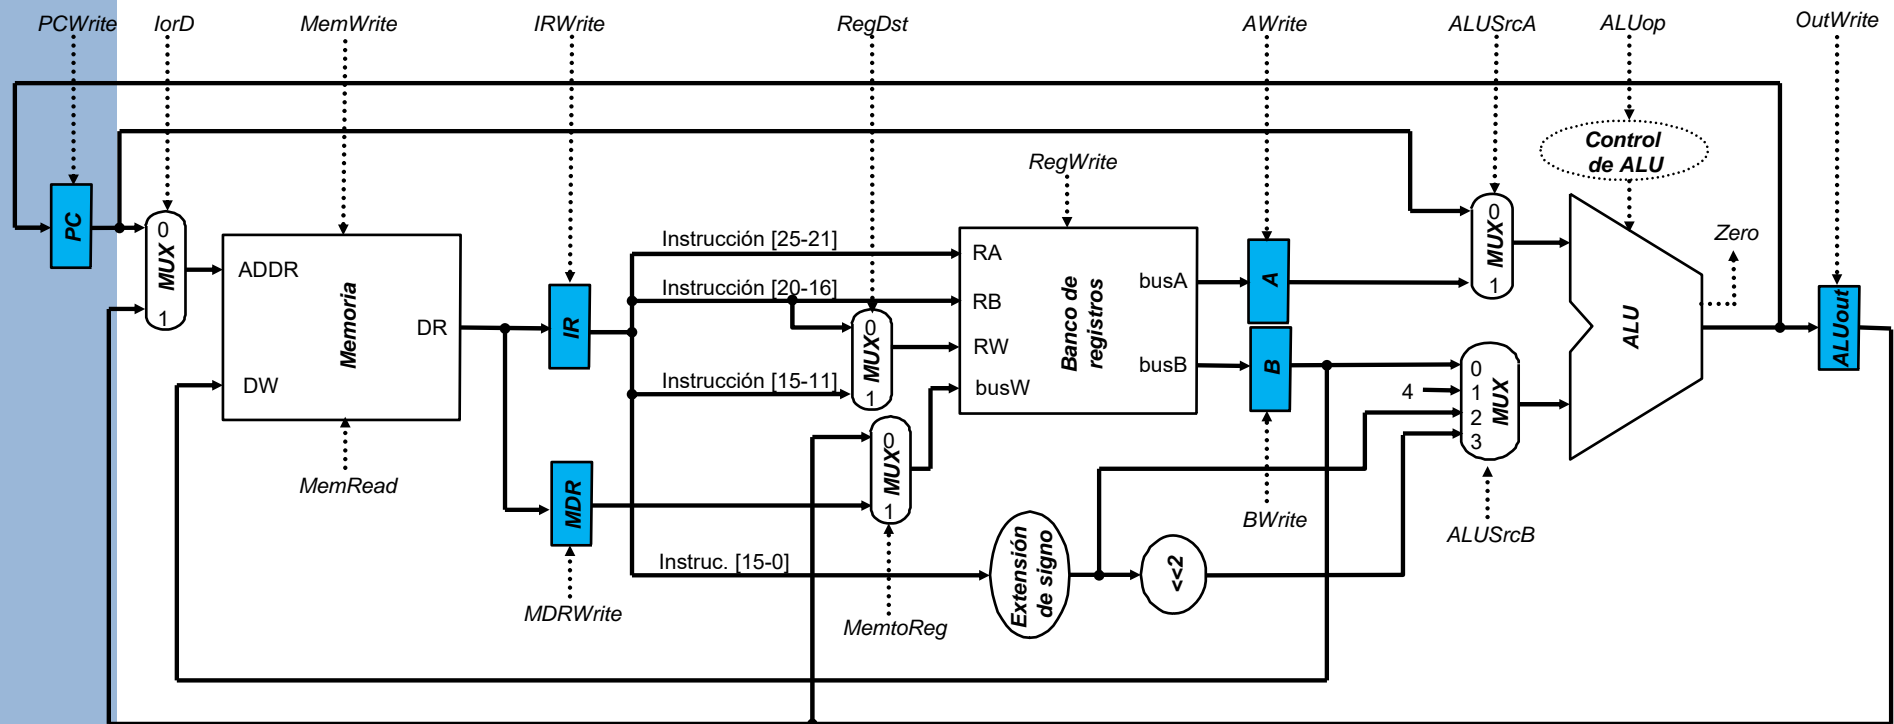 PCWrite
IorD
MemWrite
IRWrite
RegDst
AWrite
ALUSrcA
ALUop
OutWrite
Control
de ALU
RegWrite
PC
0
MUX
1
ADDR
Memoria
DR
DW
MemRead
IR
MDR
MDRWrite
Instrucción [25-21]
Instrucción [20-16]
Instrucción [15-11]
Instruc. [15-0]
0
MUX
1
0
MUX
1
MemtoReg
RA
RB
RW
busW
Banco de
registros
busA
busB
A
B
BWrite
Extensión
de signo
<<2
0
MUX
1
4
0
1
2
3
MUX
ALUSrcB
ALU
Zero
ALUout